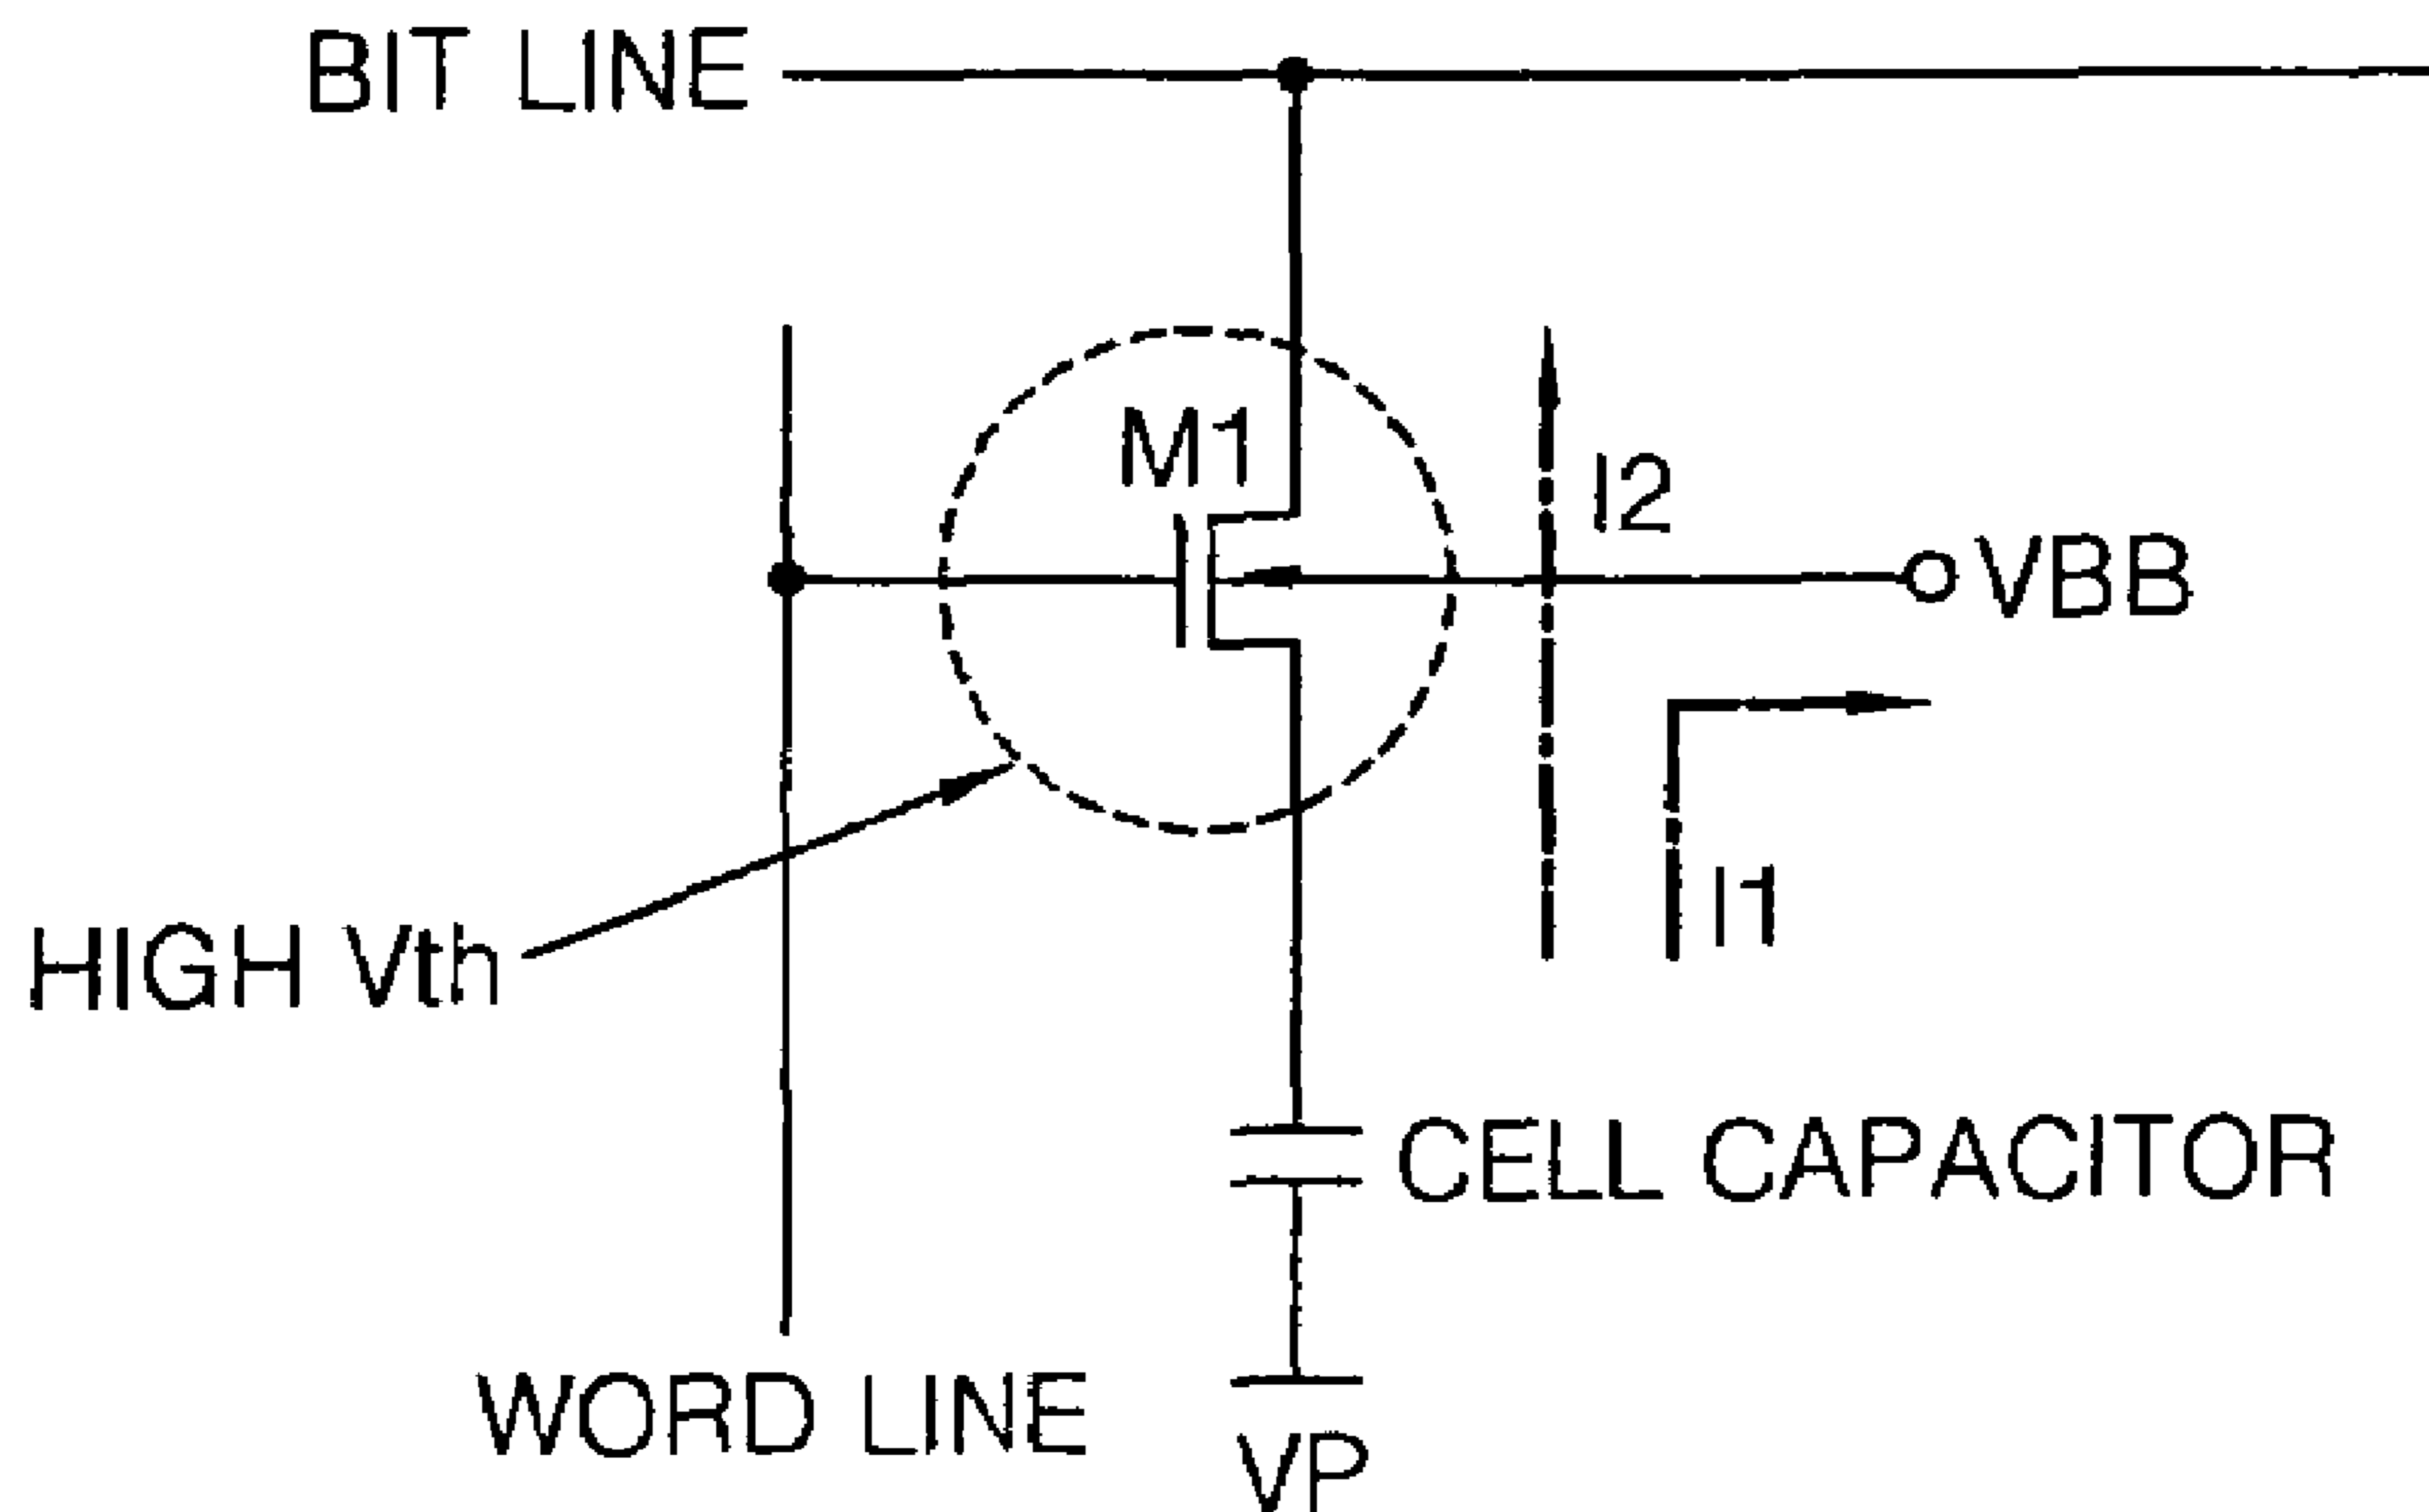 BIT LINE
M1
I2
VBB
I1
HIGH Vth
CELL CAPACITOR
WORD LINE
VP